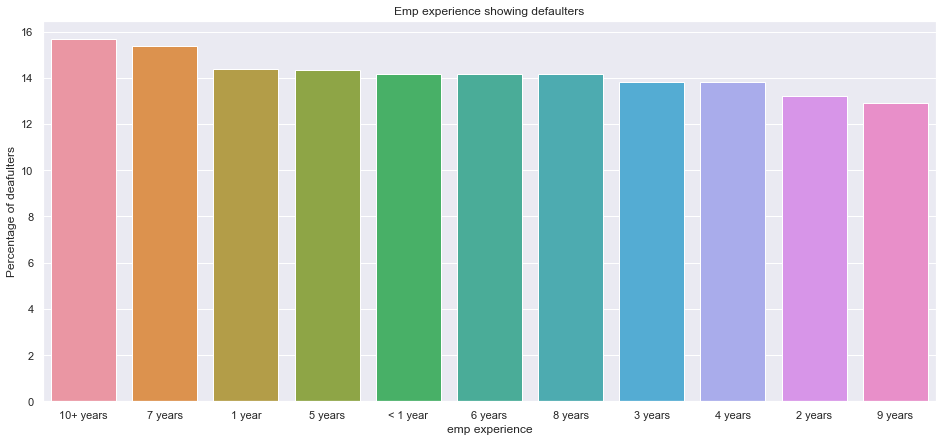 Emp experience showing defaulters
Percentage of deafulters
16
14
12
10
8
6
4
2
0
10+ years
7 years
1 year
5 years
< 1 year
6 years
8 years
3 years
4 years
2 years
9 years
emp experience